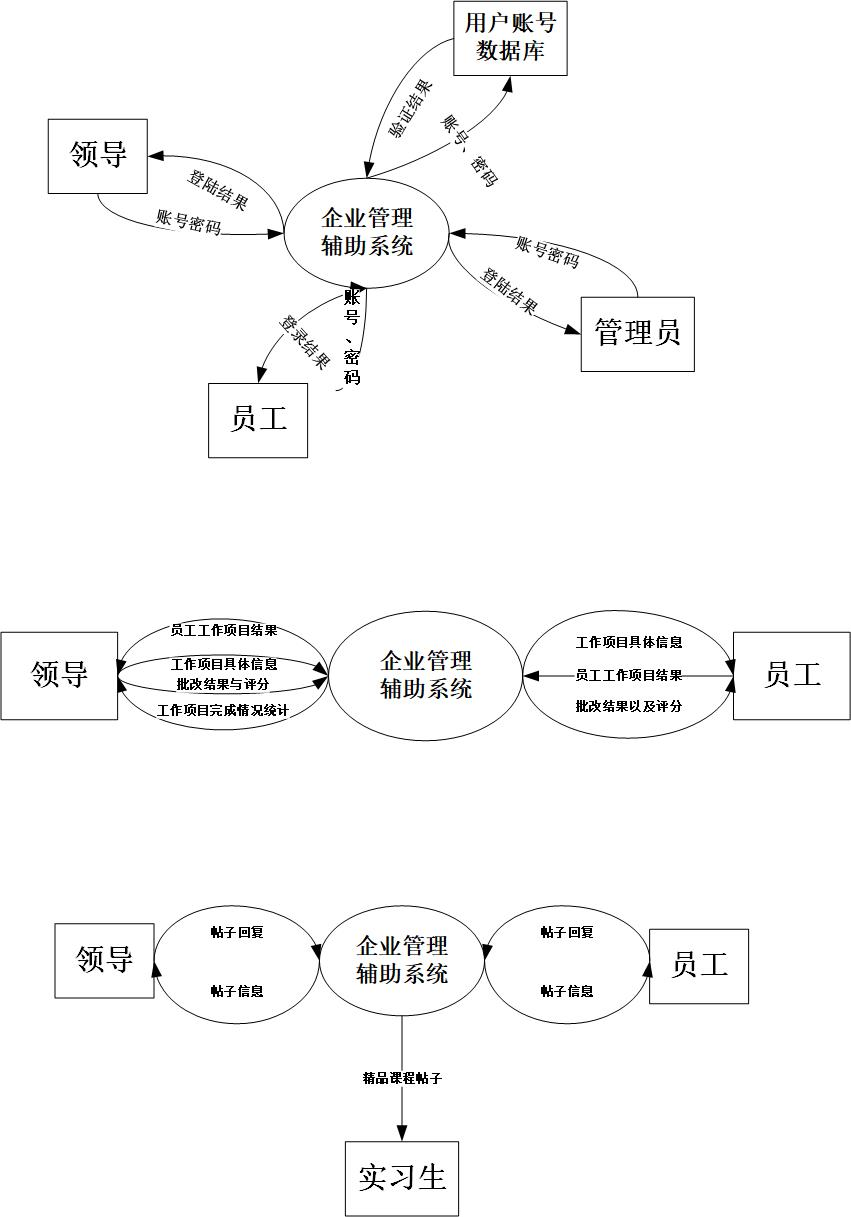 用户账号
数据库
验证结果
账号、密码
领导
登陆结果
账号密码
企业管理
辅助系统
账号密码
登陆结果
管理员
登录结果
账号、密码
员工
员工工作项目结果
工作项目具体信息
批改结果与评分
工作项目完成情况统计
领导
企业管理
辅助系统
工作项目具体信息
员工工作项目结果
批改结果以及评分
员工
领导
帖子回复
帖子信息
企业管理
辅助系统
帖子回复
帖子信息
员工
精品课程帖子
实习生